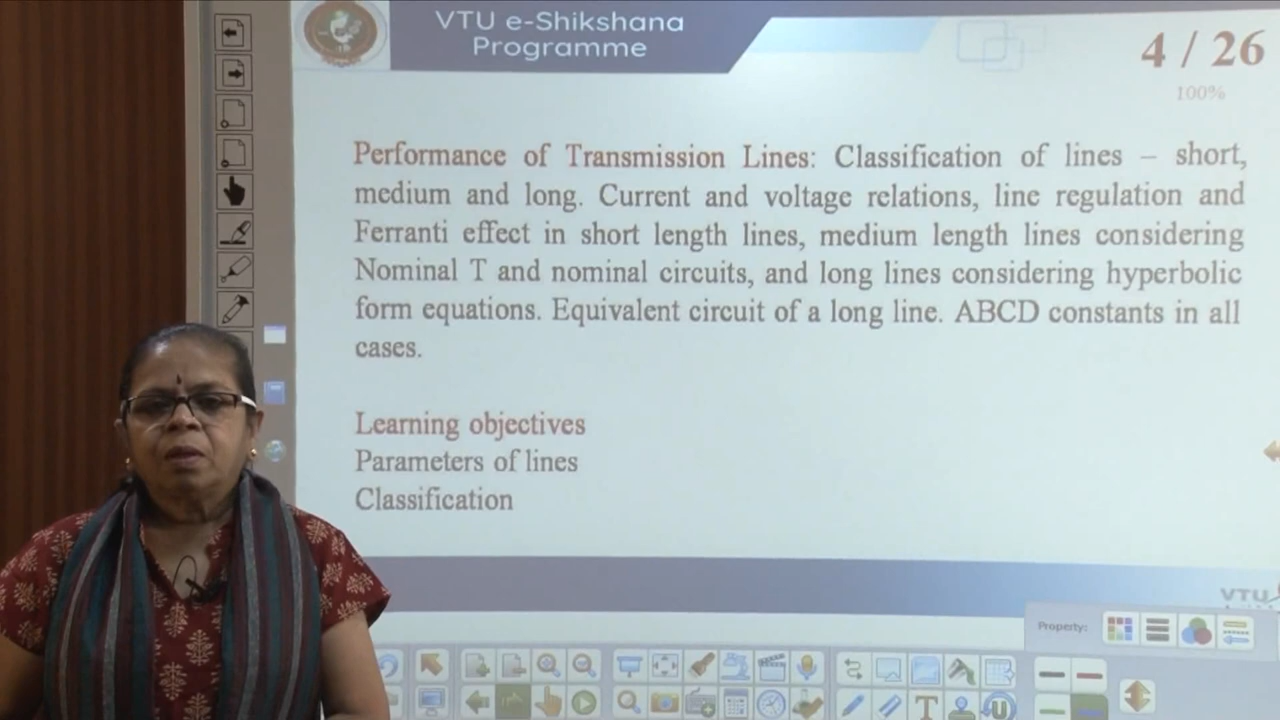 VTU e-Shikshana
Programme
4 / 26
100%
Performance of Transmission Lines: Classification of lines – short,
medium and long. Current and voltage relations, line regulation and
Ferranti effect in short length lines, medium length lines considering
Nominal T and nominal circuits, and long lines considering hyperbolic
form equations. Equivalent circuit of a long line. ABCD constants in all
cases.
Learning objectives
Parameters of lines
Classification
VTU
Property: